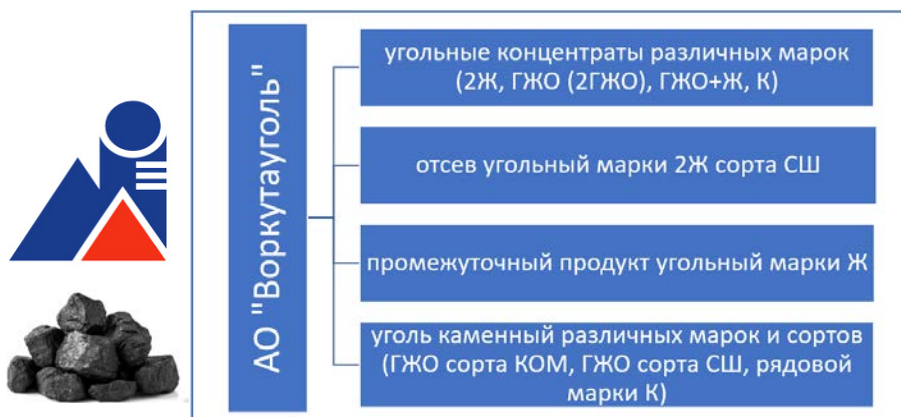 АО "Воркутауголь"
угольные концентраты различных марок
(2Ж, ГЖО (2ГЖО), ГЖО+Ж, К)
отсев угольный марки 2Ж сорта СШ
промежуточный продукт угольный марки Ж
уголь каменный различных марок и сортов
(ГЖО сорта КОМ, ГЖО сорта СШ, рядовой
марки К)